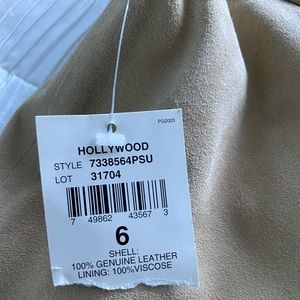 PG2003
HOLLYWOOD
STYLE 7338564PSU
LOT 31704
7 49862 43567 3
6
SHELL:
100% GENUINE LEATHER
LINING: 100%VISCOSE